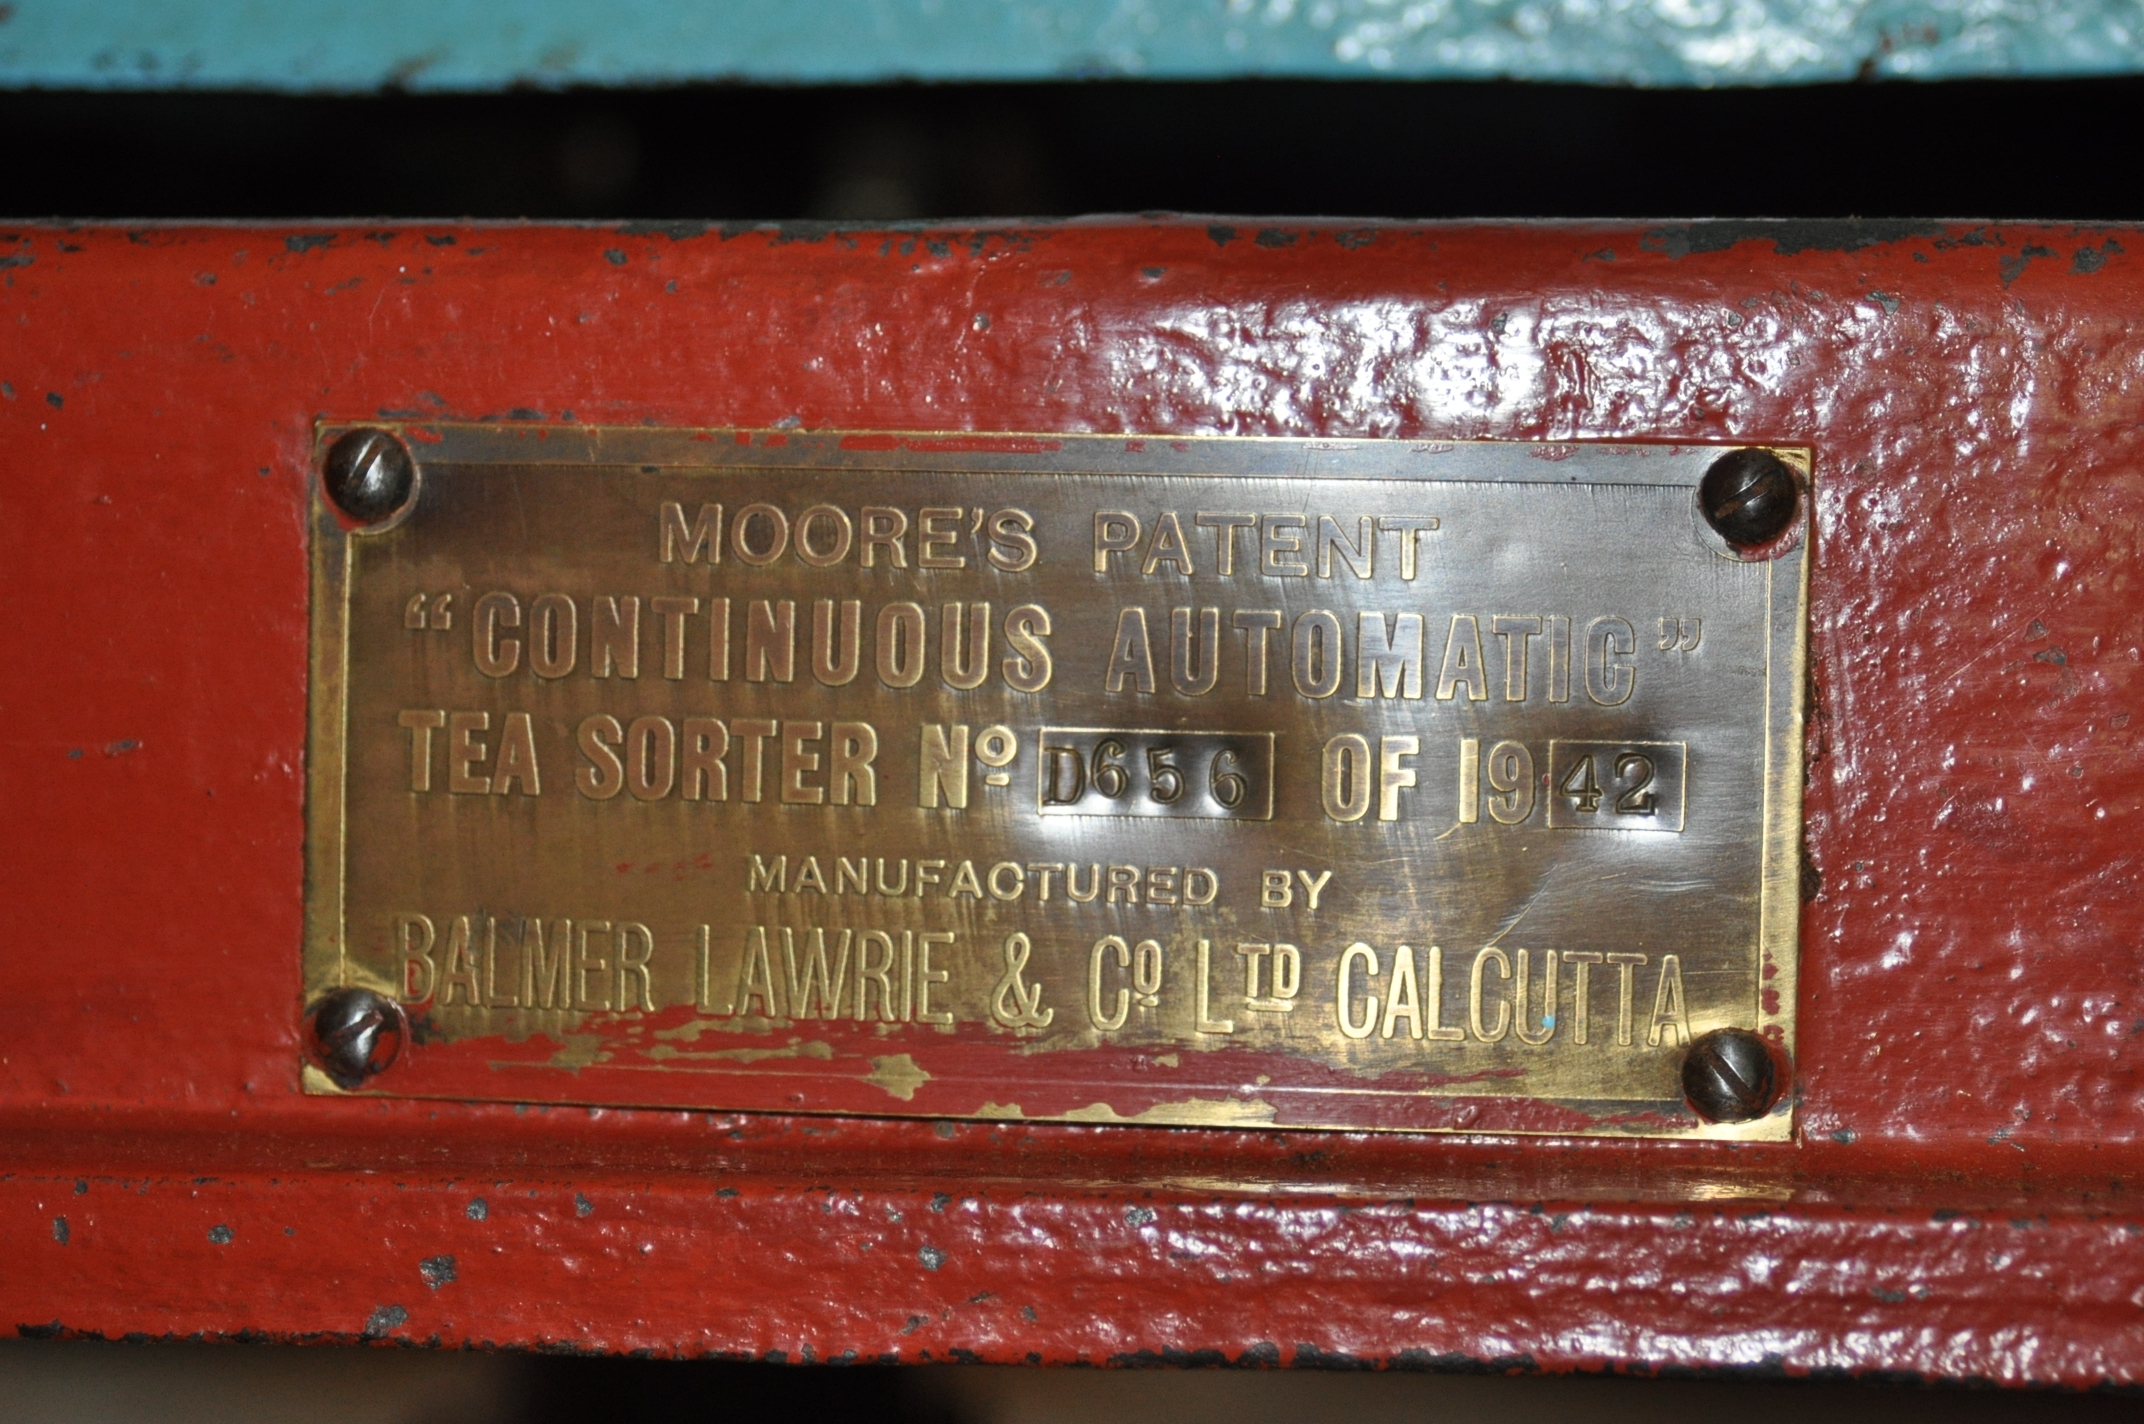 MOORE'S PATENT
“CONTINUOUS AUTOMATIC”
TEA SORTER Nº D656 OF 1942
MANUFACTURED BY
BALMER LAWRIE & Cº LTD CALCUTTA